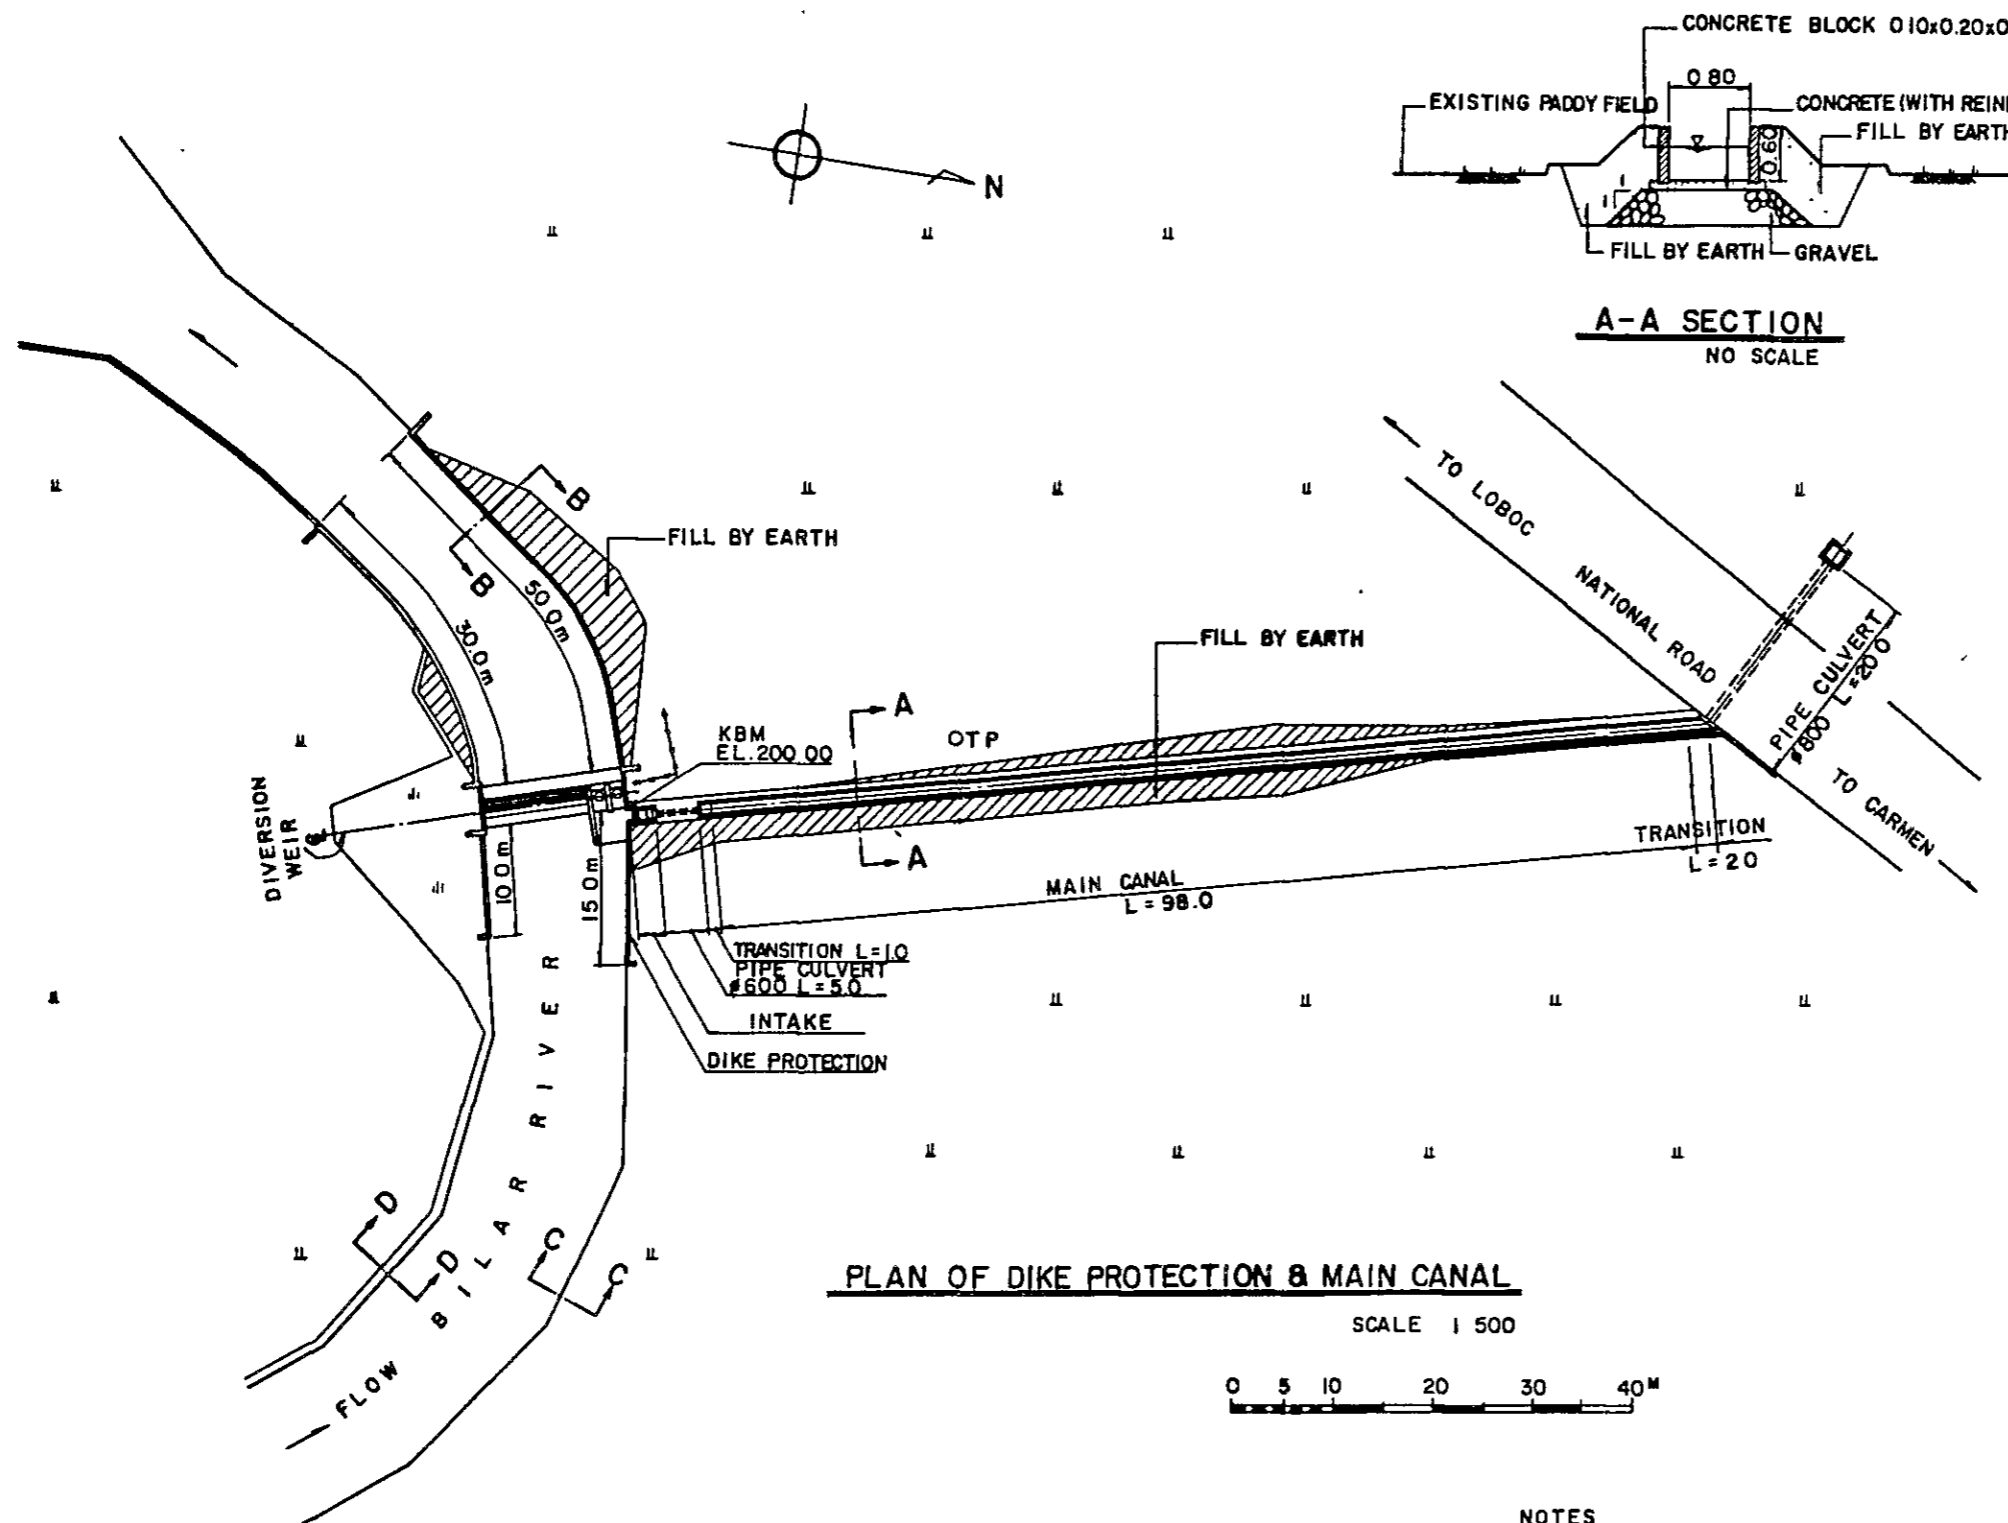 CONCRETE BLOCK 0.10x0.20x0
0.80
EXISTING PADDY FIELD
CONCRETE (WITH REIN
FILL BY EARTH
0.60
1
1
FILL BY EARTH
GRAVEL
A-A SECTION
NO SCALE
N
B
B
FILL BY EARTH
50.0m
30.0m
TO LOBOC
NATIONAL ROAD
PIPE CULVERT
ø800 L=20.0
TO CARMEN
FILL BY EARTH
A
OTP
KBM
EL.200.00
A
DIVERSION
WEIR
10.0m
15.0m
MAIN CANAL
L=98.0
TRANSITION
L=2.0
TRANSITION L=1.0
PIPE CULVERT
ø600 L=5.0
INTAKE
DIKE PROTECTION
BILAR RIVER
D
D
C
C
FLOW
PLAN OF DIKE PROTECTION & MAIN CANAL
SCALE 1 500
0 5 10 20 30 40M
NOTES